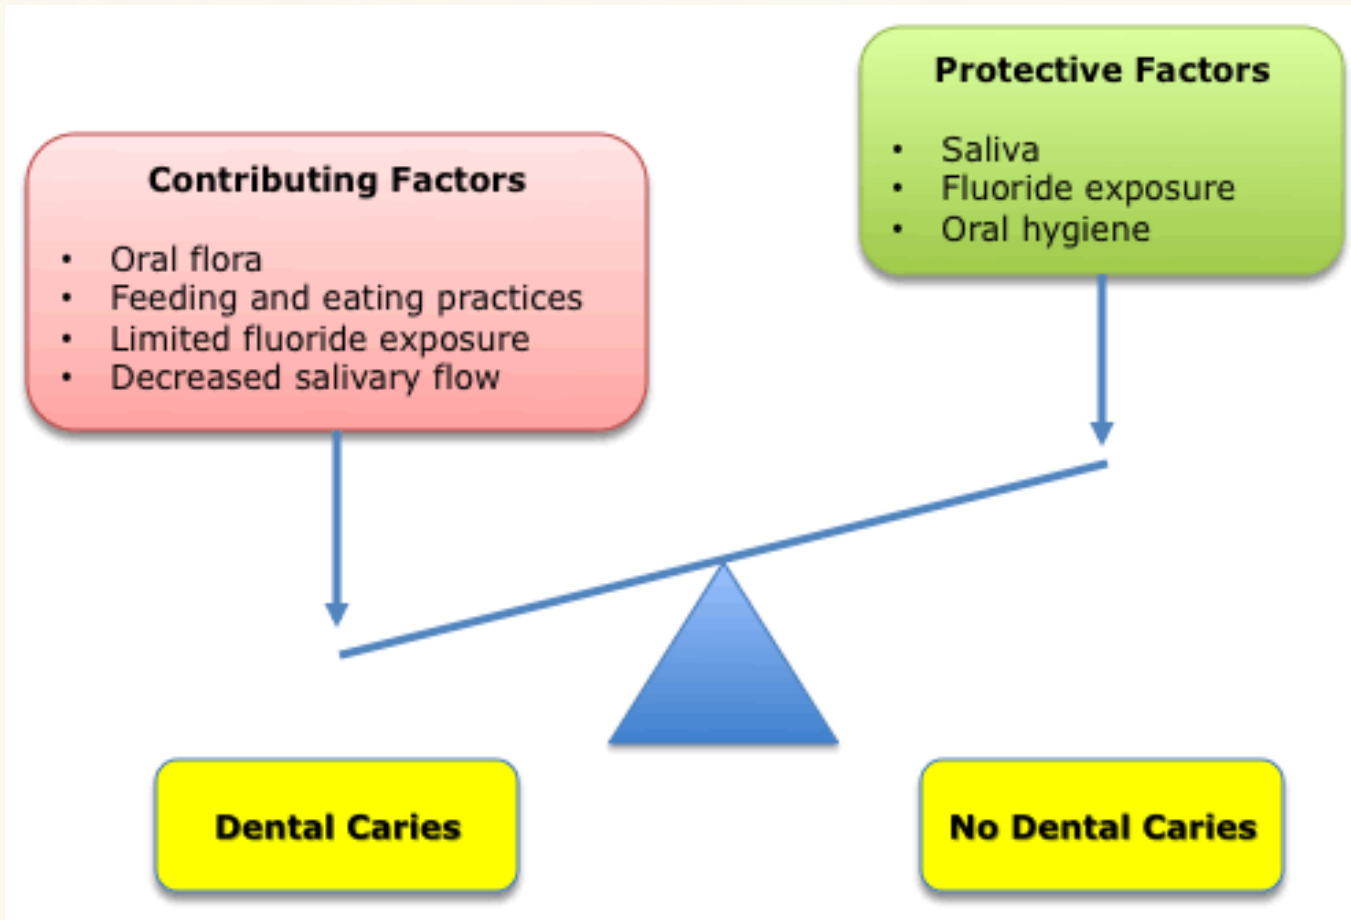 Protective Factors
• Saliva
• Fluoride exposure
• Oral hygiene
Contributing Factors
• Oral flora
• Feeding and eating practices
• Limited fluoride exposure
• Decreased salivary flow
Dental Caries
No Dental Caries